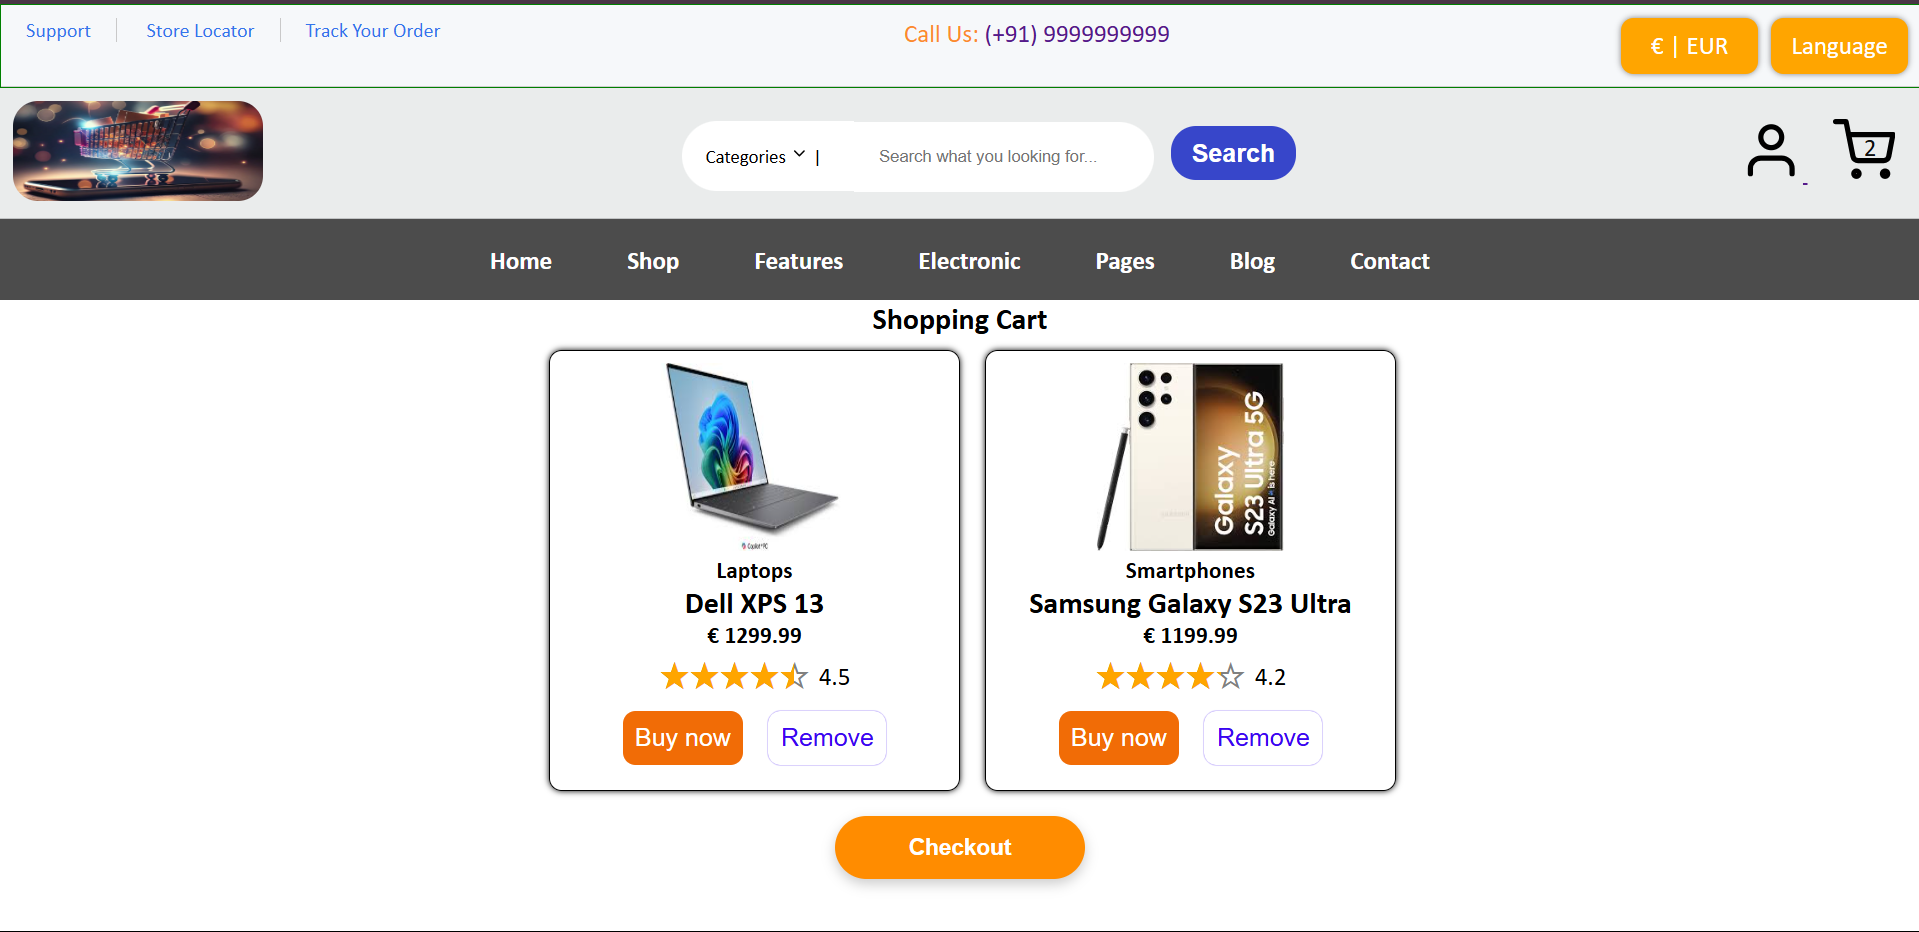 Support
Store Locator
Track Your Order
Call Us: (+91) 9999999999
€ | EUR
Language
Categories |
Search what you looking for...
Search
2
Home
Shop
Features
Electronic
Pages
Blog
Contact
Shopping Cart
Copilot+PC
Laptops
Dell XPS 13
€ 1299.99
4.5
Buy now
Remove
Galaxy
S23 Ultra 5G
Galaxy AI is here
Smartphones
Samsung Galaxy S23 Ultra
€ 1199.99
4.2
Buy now
Remove
Checkout